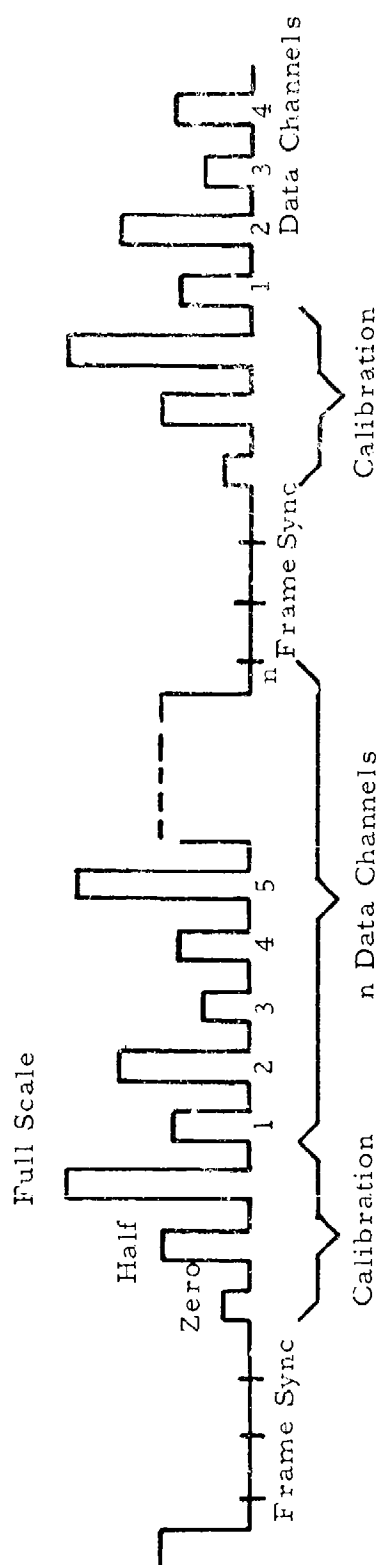 Full Scale
Half
Zero
1 2 3 4 5 n 1 2 3 4
Frame Sync Frame Sync Data Channels
Calibration n Data Channels Calibration